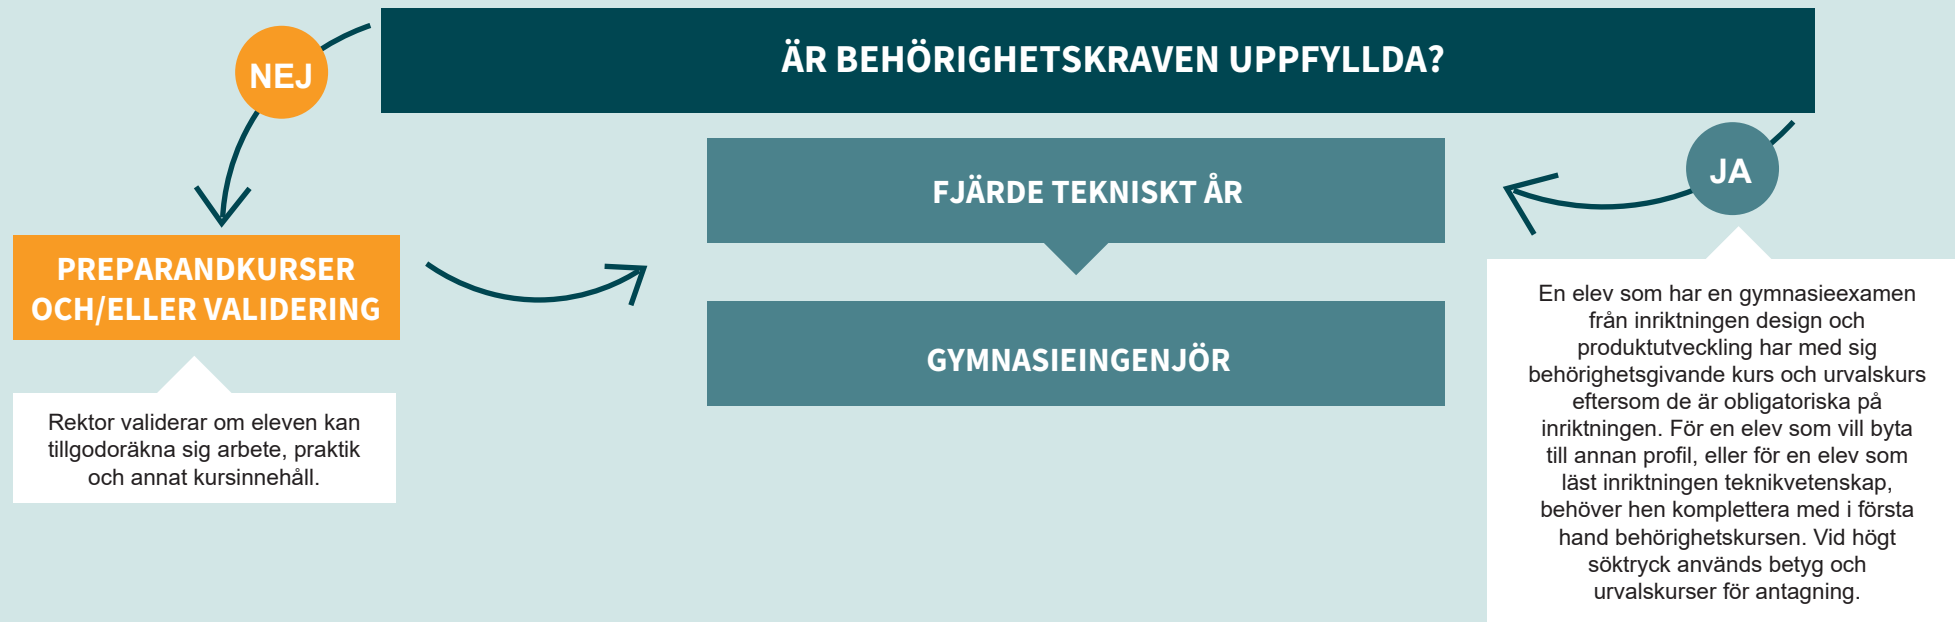 ÄR BEHÖRIGHETSKRAVEN UPPFYLLDA?
NEJ
JA
FJÄRDE TEKNISKT ÅR
PREPARANDKURSER
OCH/ELLER VALIDERING
GYMNASIEINGENJÖR
Rektor validerar om eleven kan
tillgodoräkna sig arbete, praktik
och annat kursinnehåll.
En elev som har en gymnasieexamen
från inriktningen design och
produktutveckling har med sig
behörighetsgivande kurs och urvalskurs
eftersom de är obligatoriska på
inriktningen. För en elev som vill byta
till annan profil, eller för en elev som
läst inriktningen teknikvetenskap,
behöver hen komplettera med i första
hand behörighetskursen. Vid högt
söktryck används betyg och
urvalskurser för antagning.